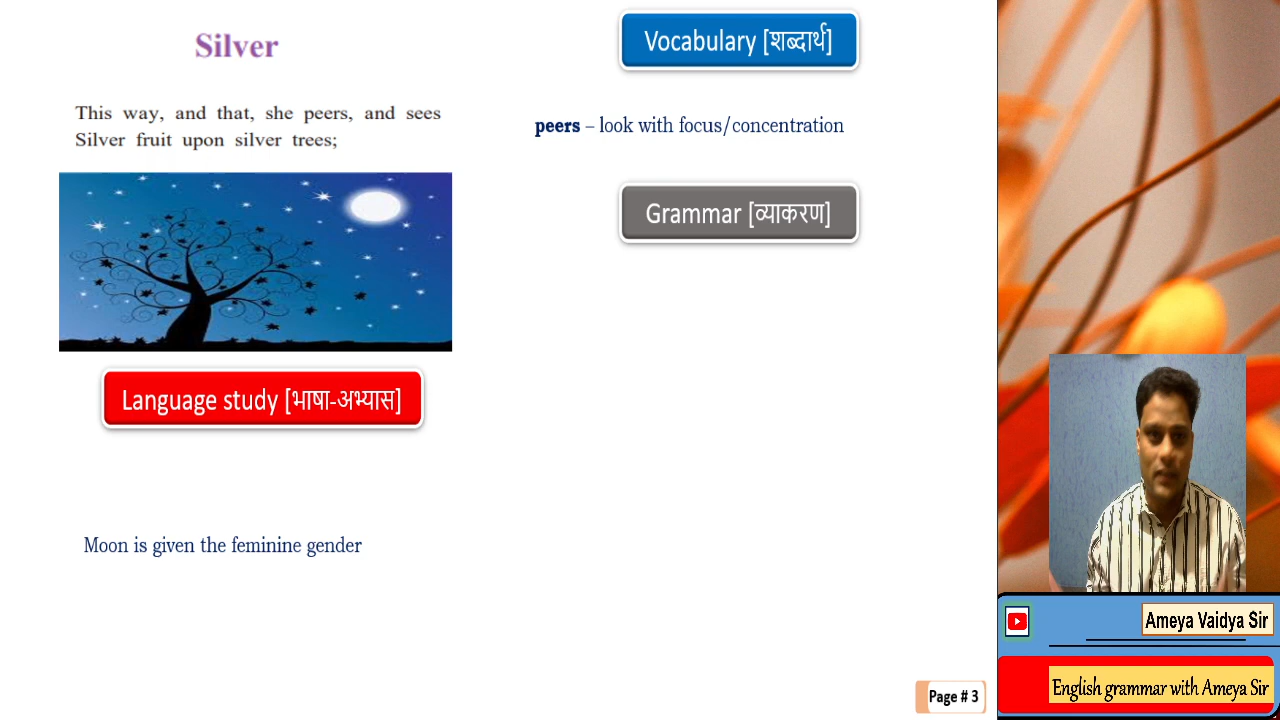 Silver
This way, and that, she peers, and sees
Silver fruit upon silver trees;
Language study [भाषा-अभ्यास]
Moon is given the feminine gender
Vocabulary [शब्दार्थ]
peers – look with focus/concentration
Grammar [व्याकरण]
Page # 3
Ameya Vaidya Sir
English grammar with Ameya Sir